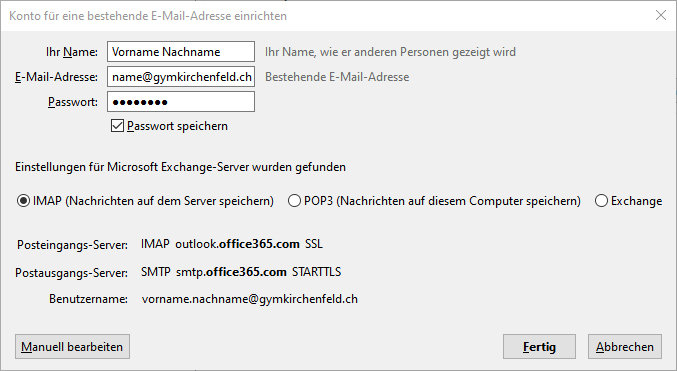 Konto für eine bestehende E-Mail-Adresse einrichten
Ihr Name: Vorname Nachname Ihr Name, wie er anderen Personen gezeigt wird
E-Mail-Adresse: name@gymkirchenfeld.ch Bestehende E-Mail-Adresse
Passwort: ●●●●●●●●
Passwort speichern
Einstellungen für Microsoft Exchange-Server wurden gefunden
IMAP (Nachrichten auf dem Server speichern) POP3 (Nachrichten auf diesem Computer speichern) Exchange
Posteingangs-Server: IMAP outlook.office365.com SSL
Postausgangs-Server: SMTP smtp.office365.com STARTTLS
Benutzername: vorname.nachname@gymkirchenfeld.ch
Manuell bearbeiten Fertig Abbrechen